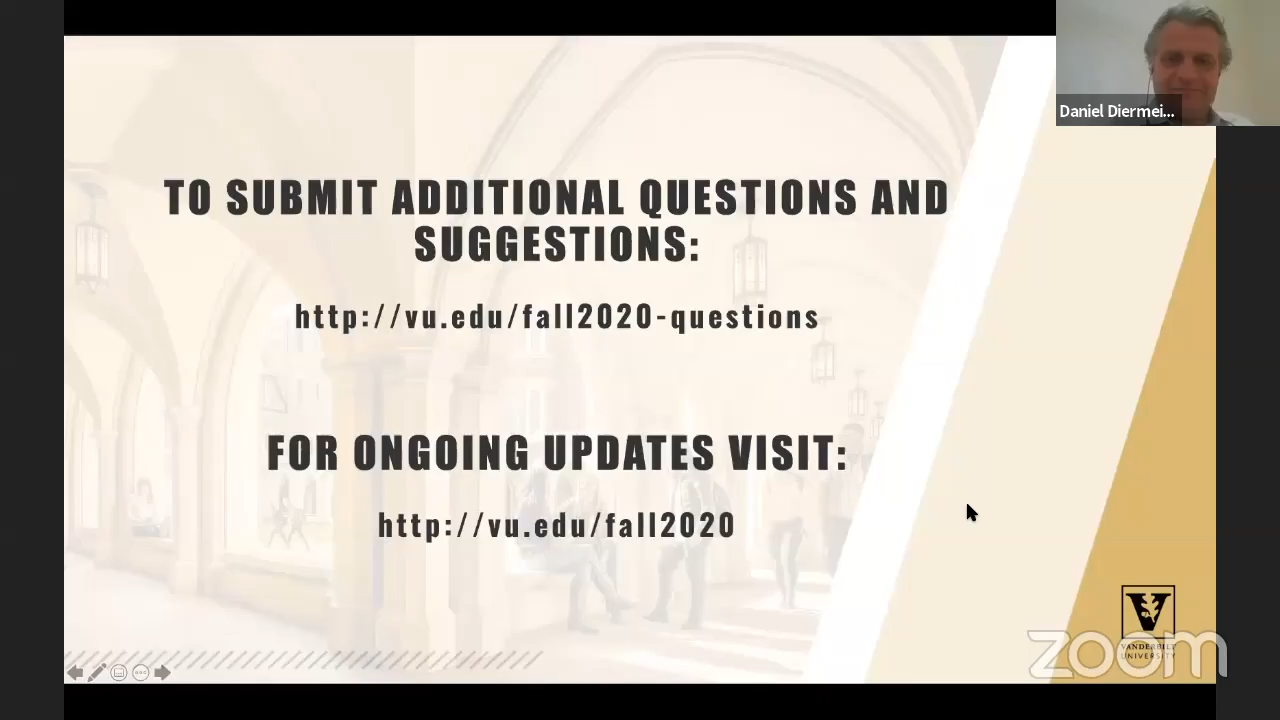 Daniel Diermei...
TO SUBMIT ADDITIONAL QUESTIONS AND
SUGGESTIONS:
http://vu.edu/fall2020-questions
FOR ONGOING UPDATES VISIT:
http://vu.edu/fall2020
V
VANDERBILT
UNIVERSITY
zoom